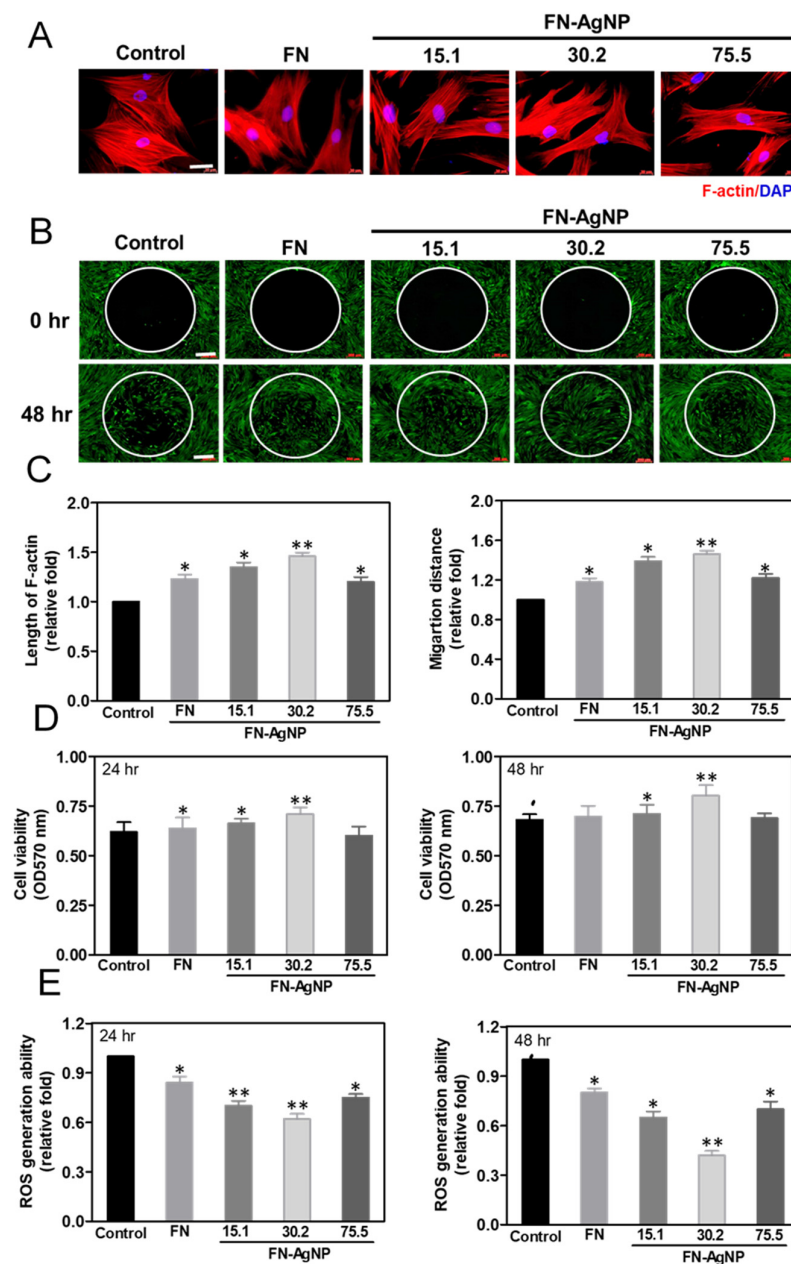 A
FN-AgNP
Control FN 15.1 30.2 75.5
F-actin/DAP
B
FN-AgNP
Control FN 15.1 30.2 75.5
0 hr
48 hr
C
Length of F-actin
(relative fold)
2.0
1.5
1.0
0.5
0.0
* * ** *
Control FN 15.1 30.2 75.5
FN-AgNP
Migartion distance
(relative fold)
2.0
1.6
1.2
0.8
0.4
0.0
* * ** *
Control FN 15.1 30.2 75.5
FN-AgNP
D
Cell viability
(OD570 nm)
1.00
0.75
0.50
0.25
0.00
24 hr
* * **
Control FN 15.1 30.2 75.5
FN-AgNP
Cell viability
(OD570 nm)
1.00
0.75
0.50
0.25
0.00
48 hr
* **
Control FN 15.1 30.2 75.5
FN-AgNP
E
ROS generation ability
(relative fold)
1.2
0.9
0.6
0.3
0.0
24 hr
* ** ** *
Control FN 15.1 30.2 75.5
FN-AgNP
ROS generation ability
(relative fold)
1.2
0.9
0.6
0.3
0.0
48 hr
* * ** *
Control FN 15.1 30.2 75.5
FN-AgNP